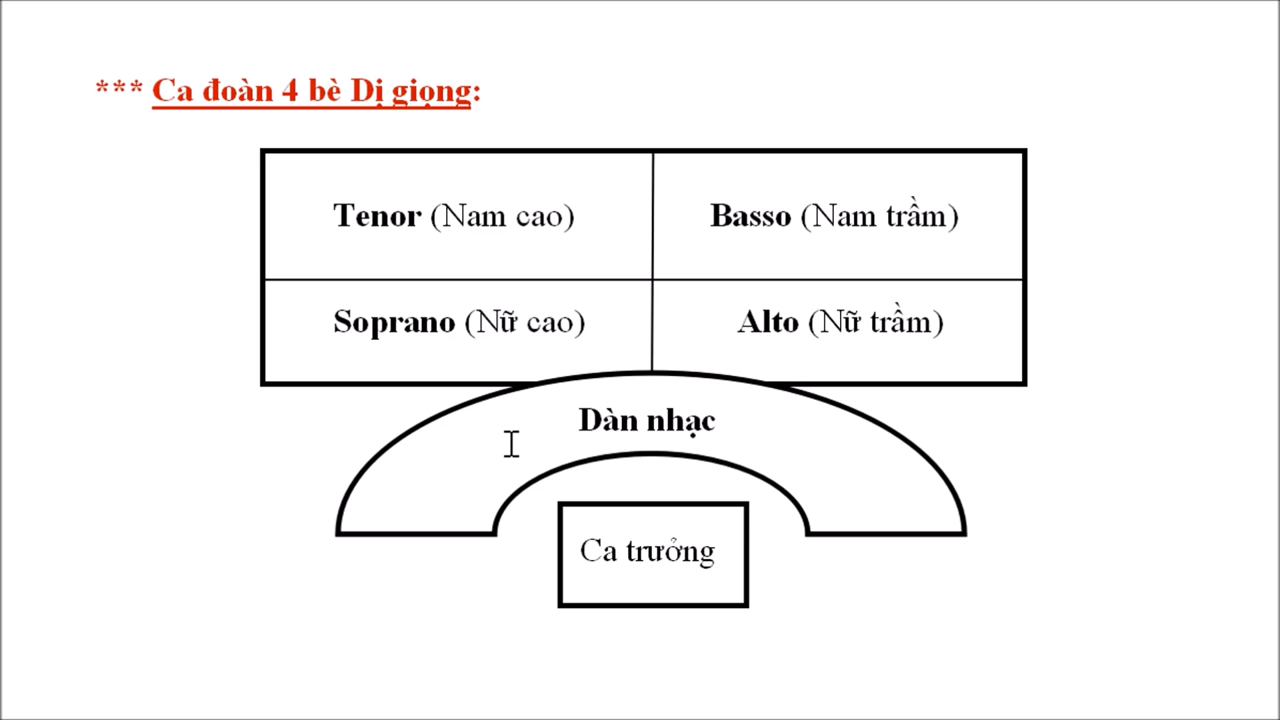 *** Ca đoàn 4 bè Dị giọng:
Tenor (Nam cao)
Basso (Nam trầm)
Soprano (Nữ cao)
Alto (Nữ trầm)
Dàn nhạc
Ca trưởng